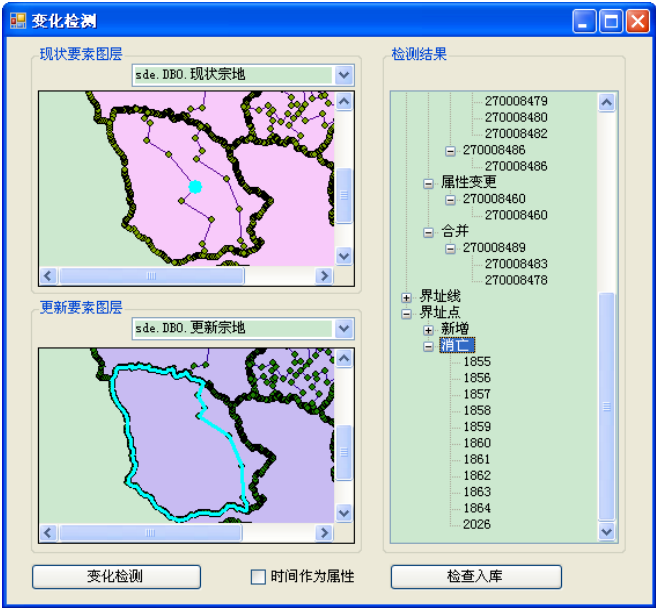 变化检测
现状要素图层
sde.DBO.现状宗地
更新要素图层
sde.DBO.更新宗地
检测结果
270008479
270008480
270008482
270008486
270008486
属性变更
270008460
270008460
合并
270008489
270008483
270008478
界址线
界址点
新增
消亡
1855
1856
1857
1858
1859
1860
1861
1862
1863
1864
2026
变化检测
时间作为属性
检查入库